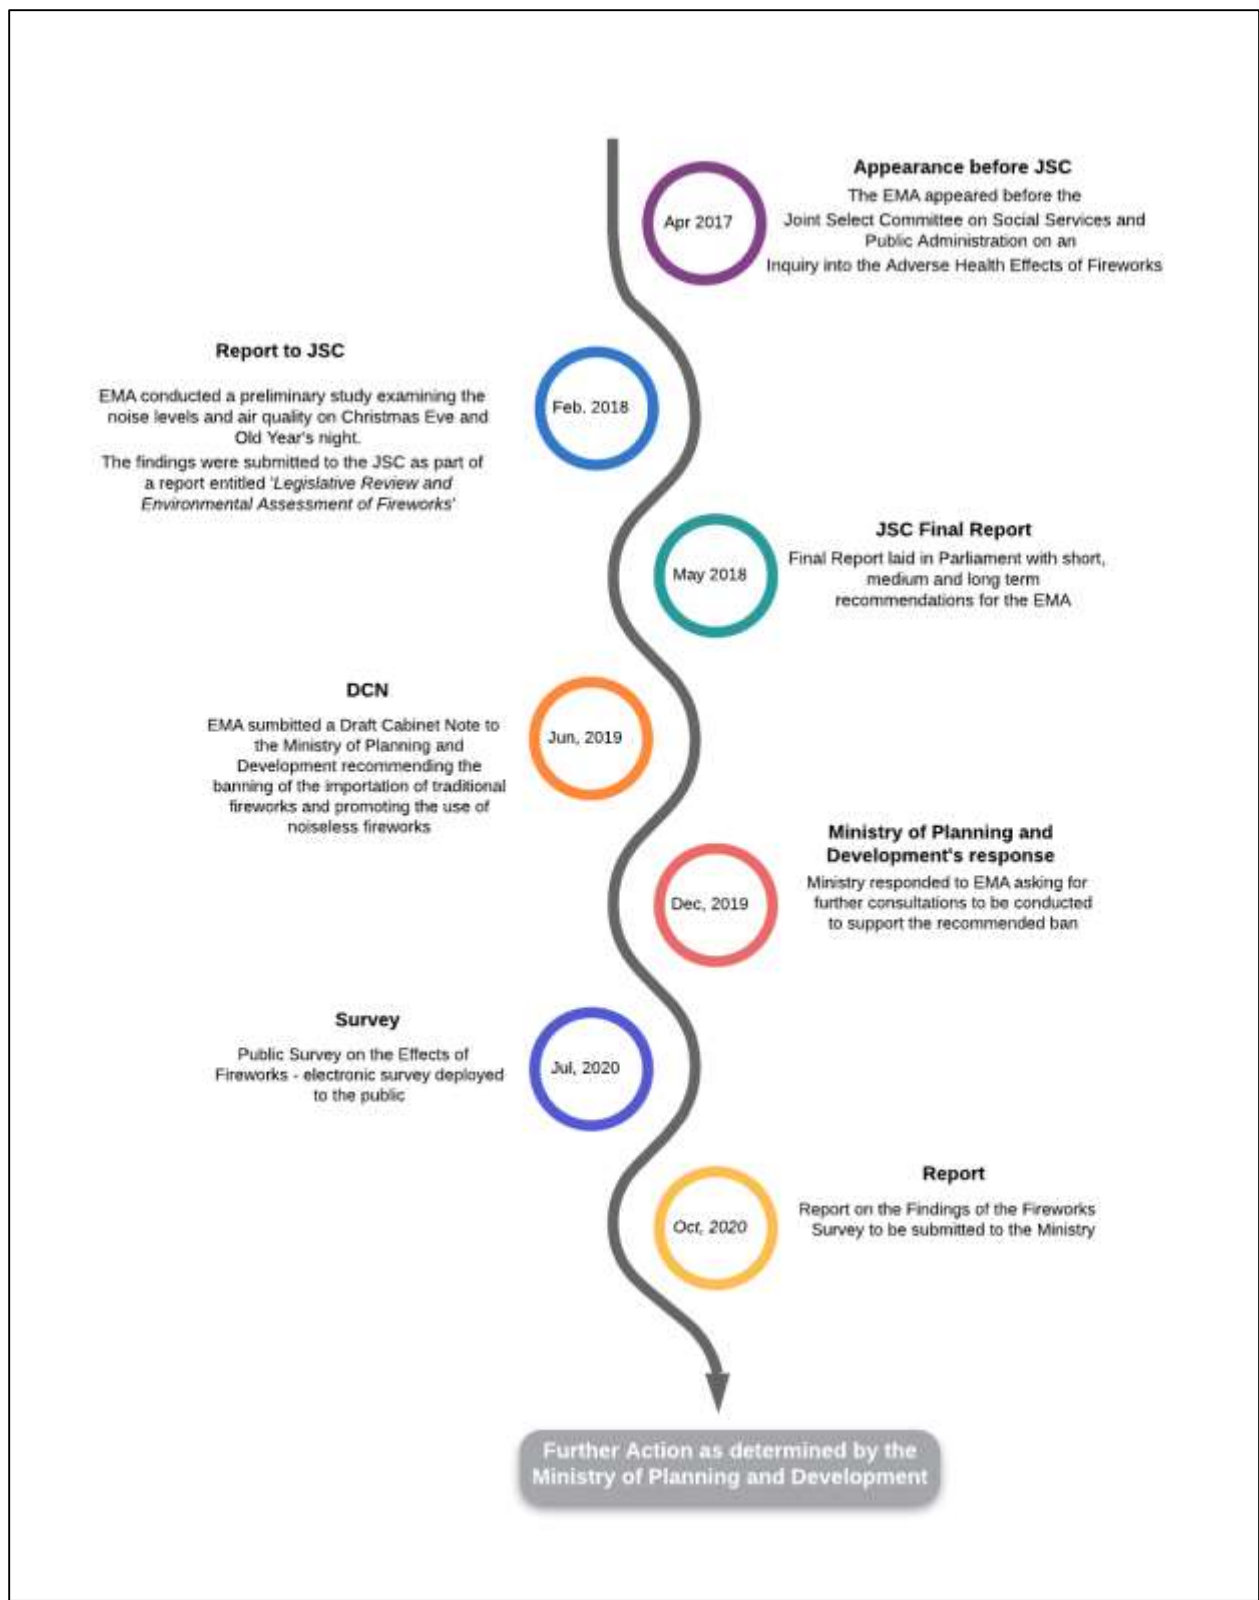 Apr 2017
Appearance before JSC
The EMA appeared before the
Joint Select Committee on Social Services and
Public Administration on an
Inquiry into the Adverse Health Effects of Fireworks
Feb. 2018
Report to JSC
EMA conducted a preliminary study examining the
noise levels and air quality on Christmas Eve and
Old Year's night.
The findings were submitted to the JSC as part of
a report entitled 'Legislative Review and
Environmental Assessment of Fireworks'
May 2018
JSC Final Report
Final Report laid in Parliament with short,
medium and long term
recommendations for the EMA
Jun, 2019
DCN
EMA sumbitted a Draft Cabinet Note to
the Ministry of Planning and
Development recommending the
banning of the importation of traditional
fireworks and promoting the use of
noiseless fireworks
Dec, 2019
Ministry of Planning and
Development's response
Ministry responded to EMA asking for
further consultations to be conducted
to support the recommended ban
Jul, 2020
Survey
Public Survey on the Effects of
Fireworks - electronic survey deployed
to the public
Oct, 2020
Report
Report on the Findings of the Fireworks
Survey to be submitted to the Ministry
Further Action as determined by the
Ministry of Planning and Development